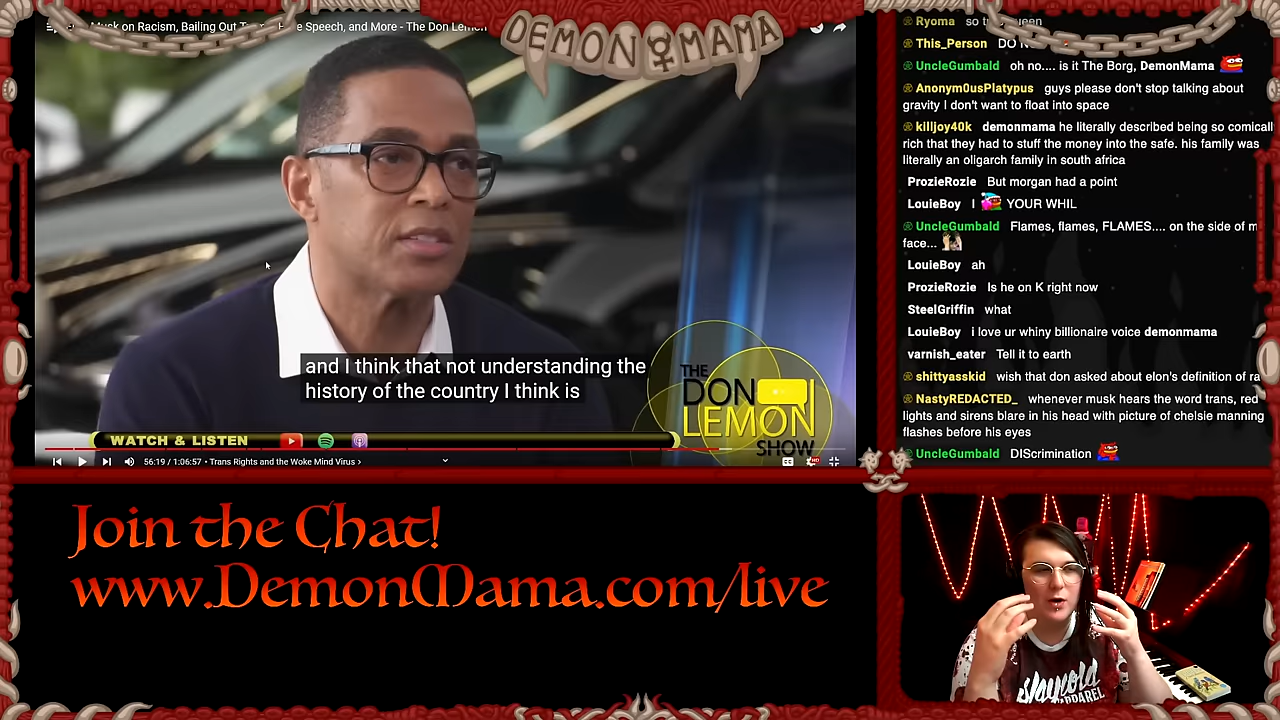 Musk on Racism, Bailing Out
Speech, and More - The Don Lemon
DEMON MAMA
and I think that not understanding the
history of the country I think is
THE
DON
LEMON
SHOW
WATCH & LISTEN
56:19 / 1:06:57 • Trans Rights and the Woke Mind Virus ›
Ryoma so
This_Person DO
UncleGumbald oh no.... is it The Borg, DemonMama
Anonym0usPlatypus guys please don't stop talking about
gravity I don't want to float into space
killjoy40k demonmama he literally described being so comicall
rich that they had to stuff the money into the safe. his family was
literally an oligarch family in south africa
ProzieRozie But morgan had a point
LouieBoy I YOUR WHIL
UncleGumbald Flames, flames, FLAMES.... on the side of m
face...
LouieBoy ah
ProzieRozie Is he on K right now
SteelGriffin what
LouieBoy i love ur whiny billionaire voice demonmama
varnish_eater Tell it to earth
shittyasskid wish that don asked about elon's definition of ra
NastyREDACTED_ whenever musk hears the word trans, red
lights and sirens blare in his head with picture of chelsie manning
flashes before his eyes
UncleGumbald DIScrimination
Join the Chat!
www.DemonMama.com/live
APPAREL